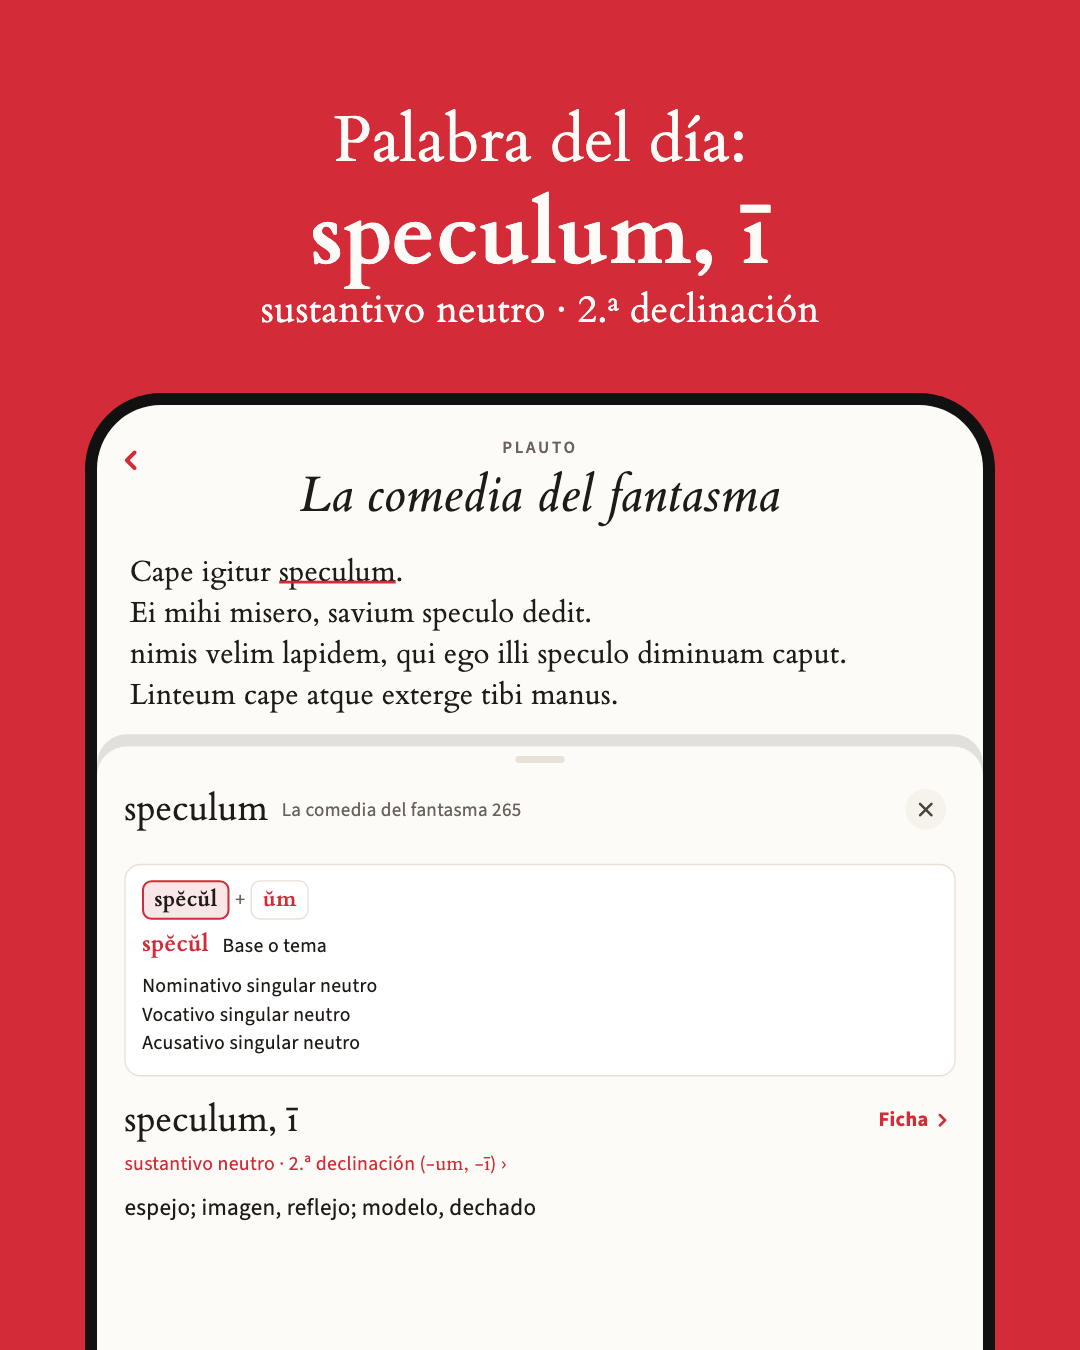 Palabra del día:
speculum, ī
sustantivo neutro · 2.ª declinación
PLAUTO
La comedia del fantasma
Cape igitur speculum.
Ei mihi misero, savium speculo dedit.
nimis velim lapidem, qui ego illi speculo diminuam caput.
Linteum cape atque exterge tibi manus.
speculum La comedia del fantasma 265
spĕcŭl + ŭm
spĕcŭl Base o tema
Nominativo singular neutro
Vocativo singular neutro
Acusativo singular neutro
speculum, ī
Ficha ›
sustantivo neutro · 2.ª declinación (-um, -ī) ›
espejo; imagen, reflejo; modelo, dechado